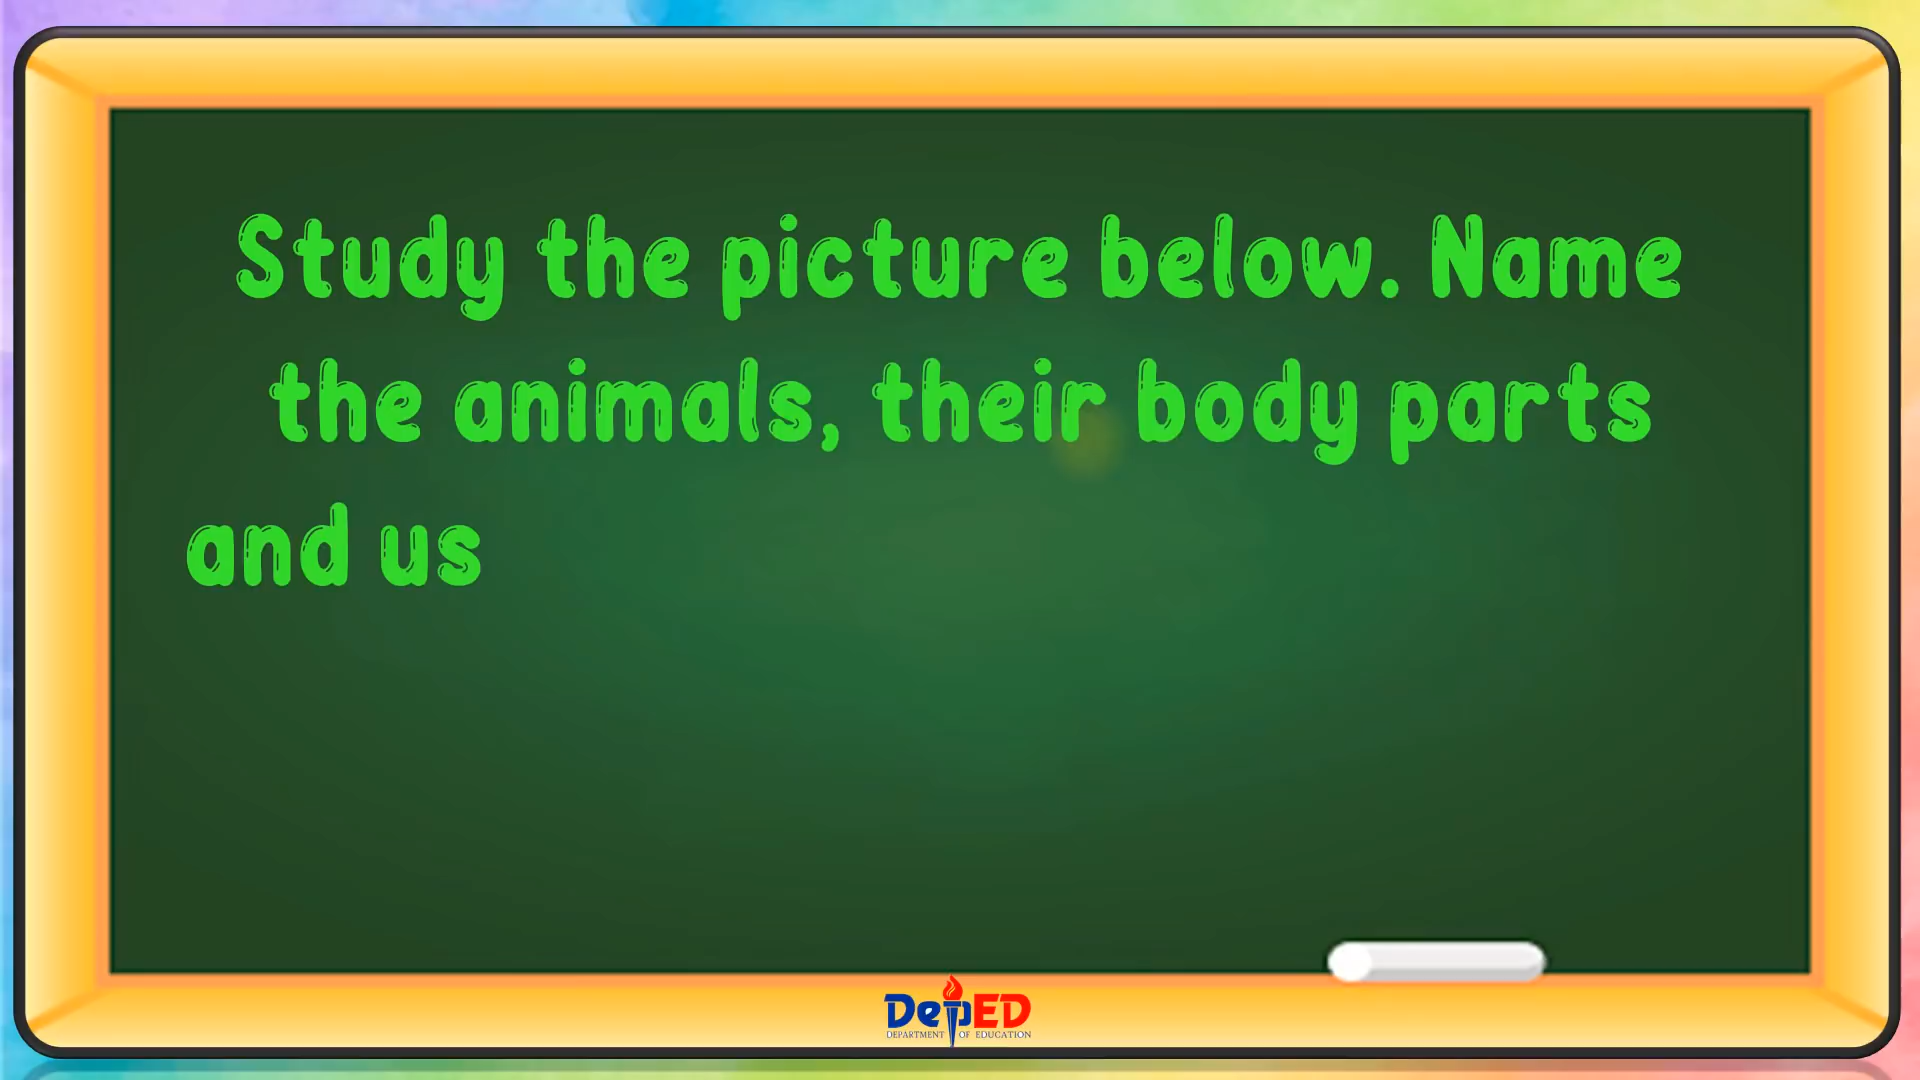 Study the picture below. Name
the animals, their body parts
and us
DepED
DEPARTMENT OF EDUCATION